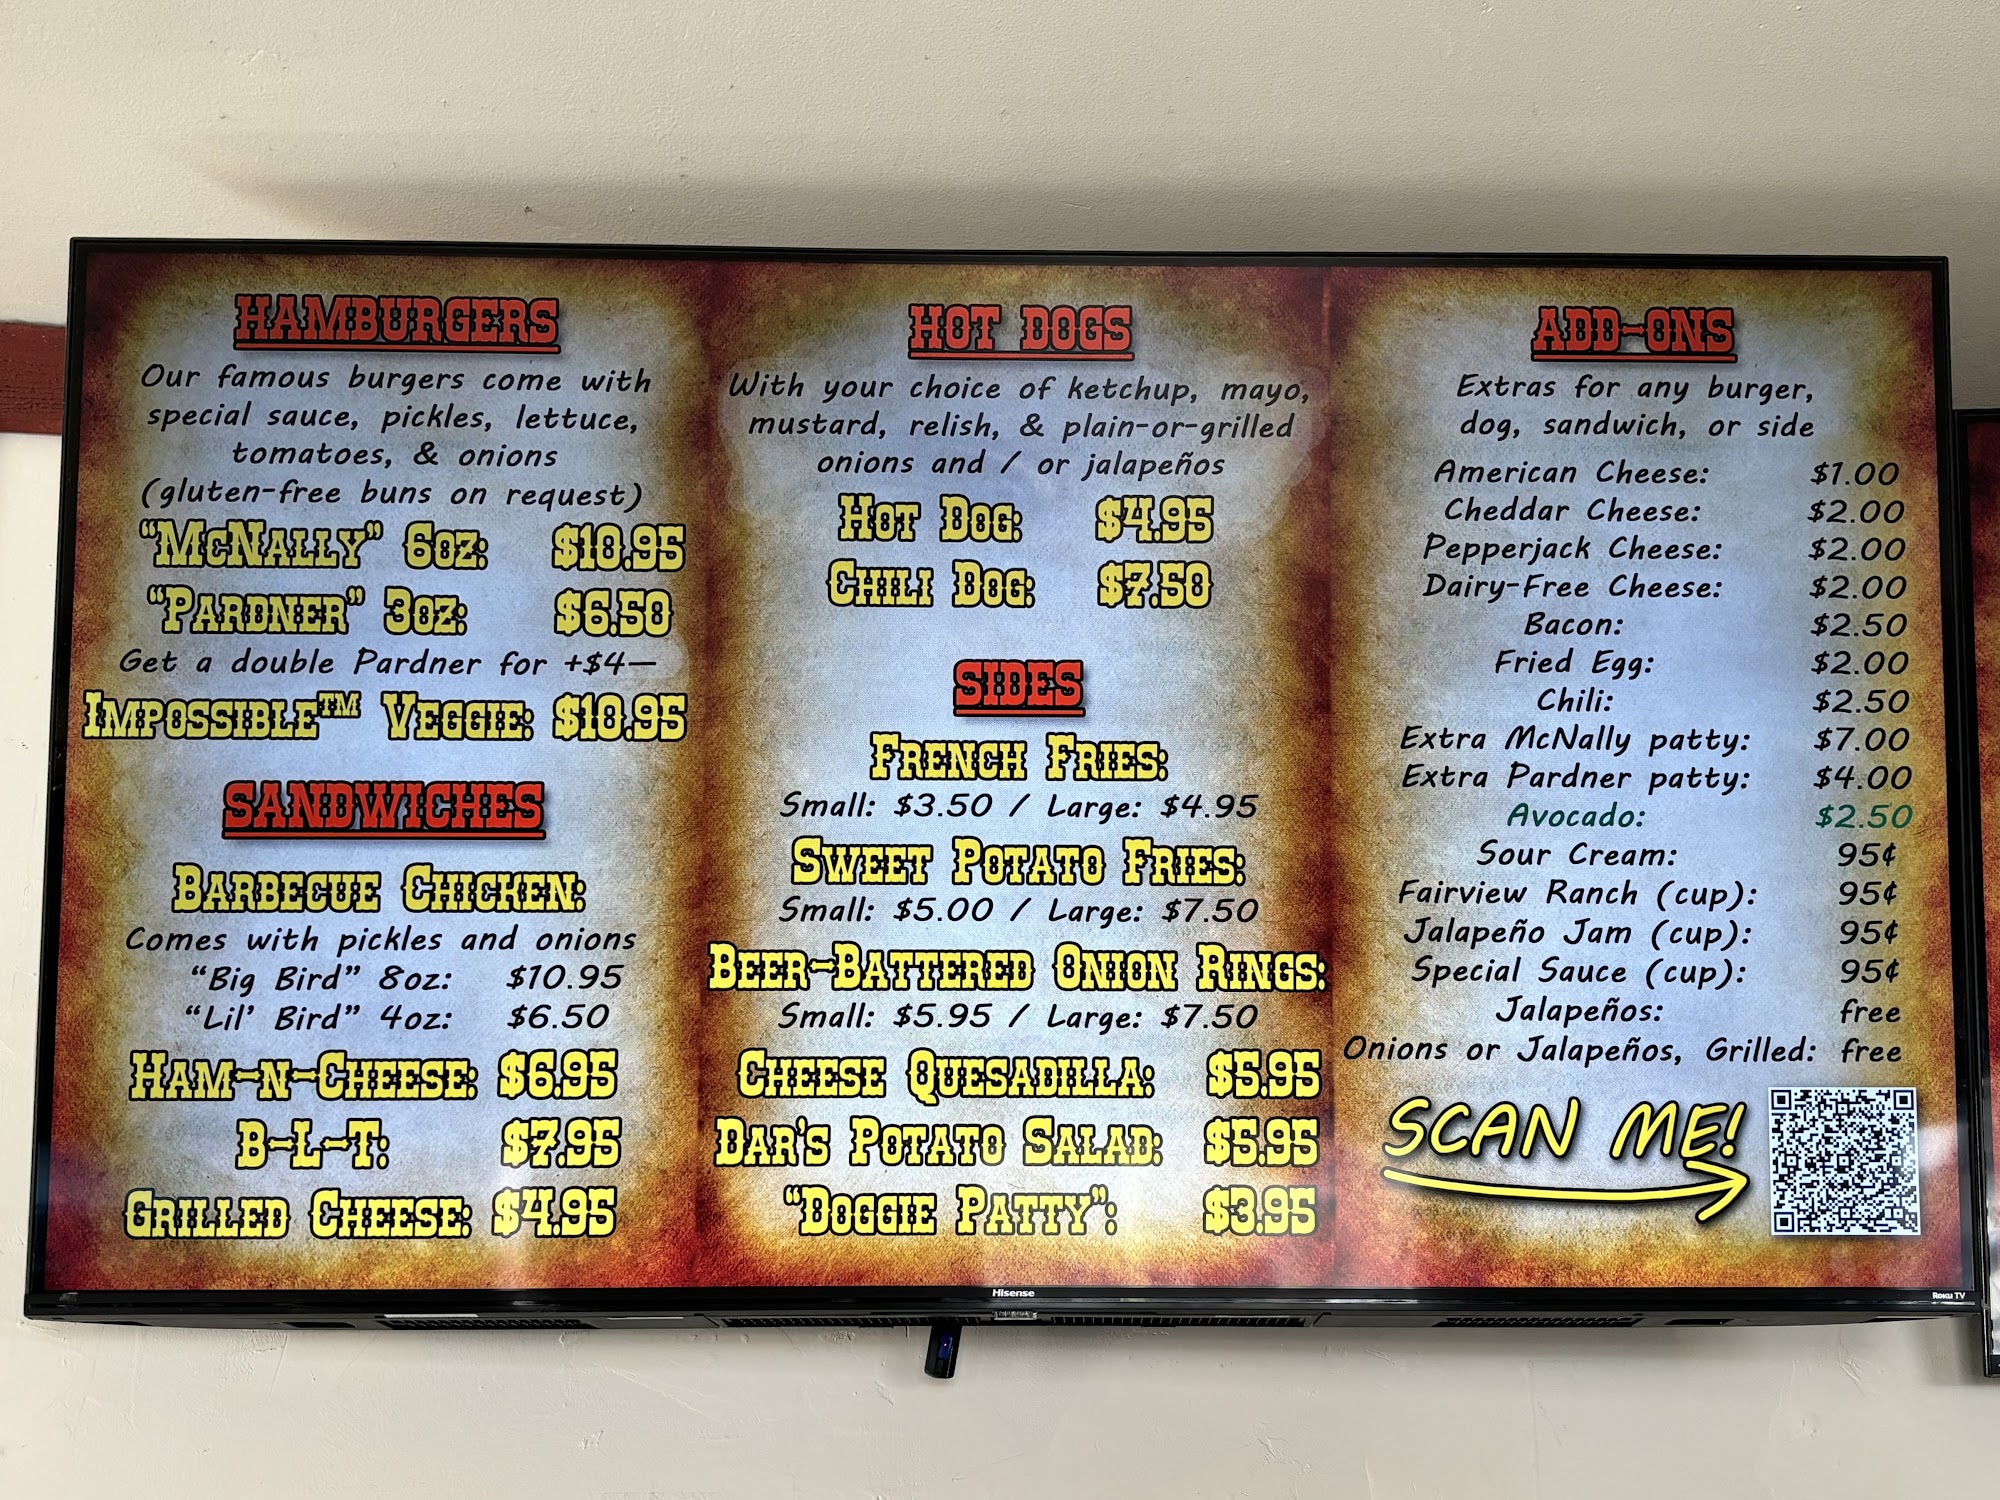 HAMBURGERS
Our famous burgers come with
special sauce, pickles, lettuce,
tomatoes, & onions
(gluten-free buns on request)
"McNally" 6oz: $10.95
"Pardner" 3oz: $6.50
Get a double Pardner for +$4—
Impossible™ Veggie: $10.95
SANDWICHES
Barbecue Chicken:
Comes with pickles and onions
"Big Bird" 8oz: $10.95
"Lil' Bird" 4oz: $6.50
Ham-n-Cheese: $6.95
B-L-T: $7.95
Grilled Cheese: $4.95
HOT DOGS
With your choice of ketchup, mayo,
mustard, relish, & plain-or-grilled
onions and / or jalapeños
Hot Dog: $4.95
Chili Dog: $7.50
SIDES
French Fries:
Small: $3.50 / Large: $4.95
Sweet Potato Fries:
Small: $5.00 / Large: $7.50
Beer-Battered Onion Rings:
Small: $5.95 / Large: $7.50
Cheese Quesadilla: $5.95
Dar's Potato Salad: $5.95
"Doggie Patty": $3.95
ADD-ONS
Extras for any burger,
dog, sandwich, or side
American Cheese: $1.00
Cheddar Cheese: $2.00
Pepperjack Cheese: $2.00
Dairy-Free Cheese: $2.00
Bacon: $2.50
Fried Egg: $2.00
Chili: $2.50
Extra McNally patty: $7.00
Extra Pardner patty: $4.00
Avocado: $2.50
Sour Cream: 95¢
Fairview Ranch (cup): 95¢
Jalapeño Jam (cup): 95¢
Special Sauce (cup): 95¢
Jalapeños: free
Onions or Jalapeños, Grilled: free
SCAN ME!
Hisense
Roku TV